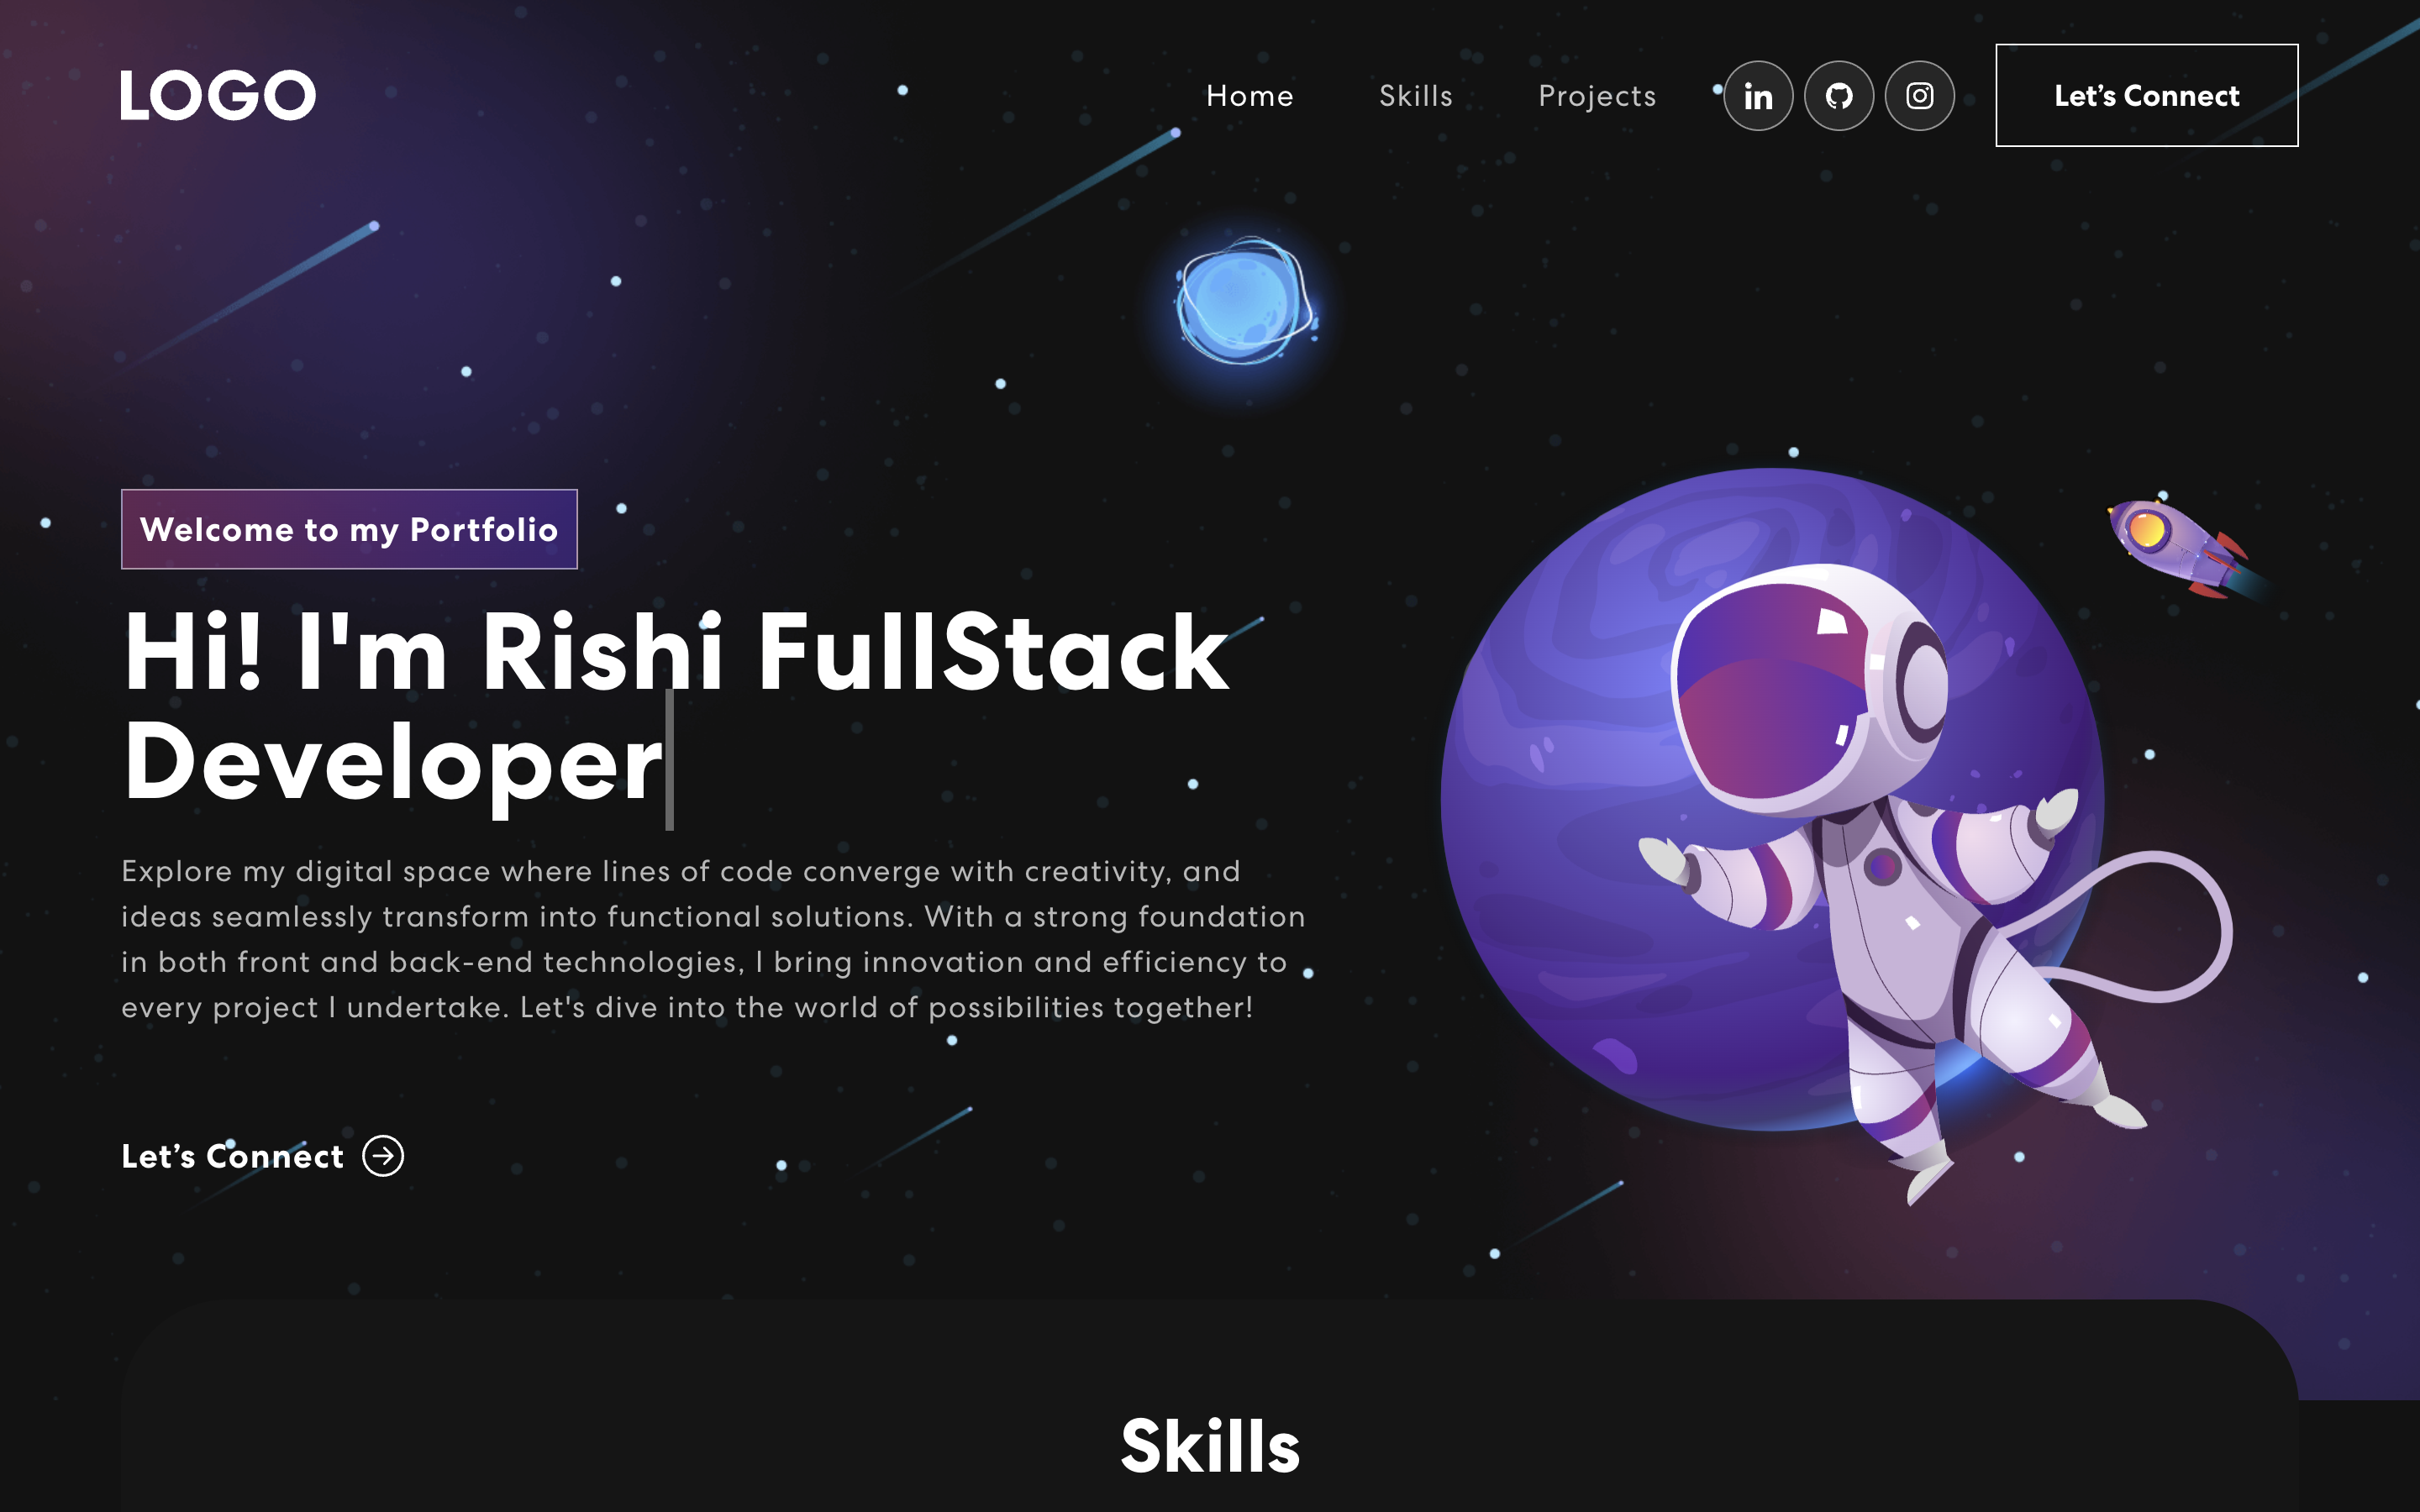 LOGO
Home Skills Projects in Let’s Connect
Welcome to my Portfolio
Hi! I'm Rishi FullStack
Developer
Explore my digital space where lines of code converge with creativity, and
ideas seamlessly transform into functional solutions. With a strong foundation
in both front and back-end technologies, I bring innovation and efficiency to
every project I undertake. Let's dive into the world of possibilities together!
Let’s Connect
Skills